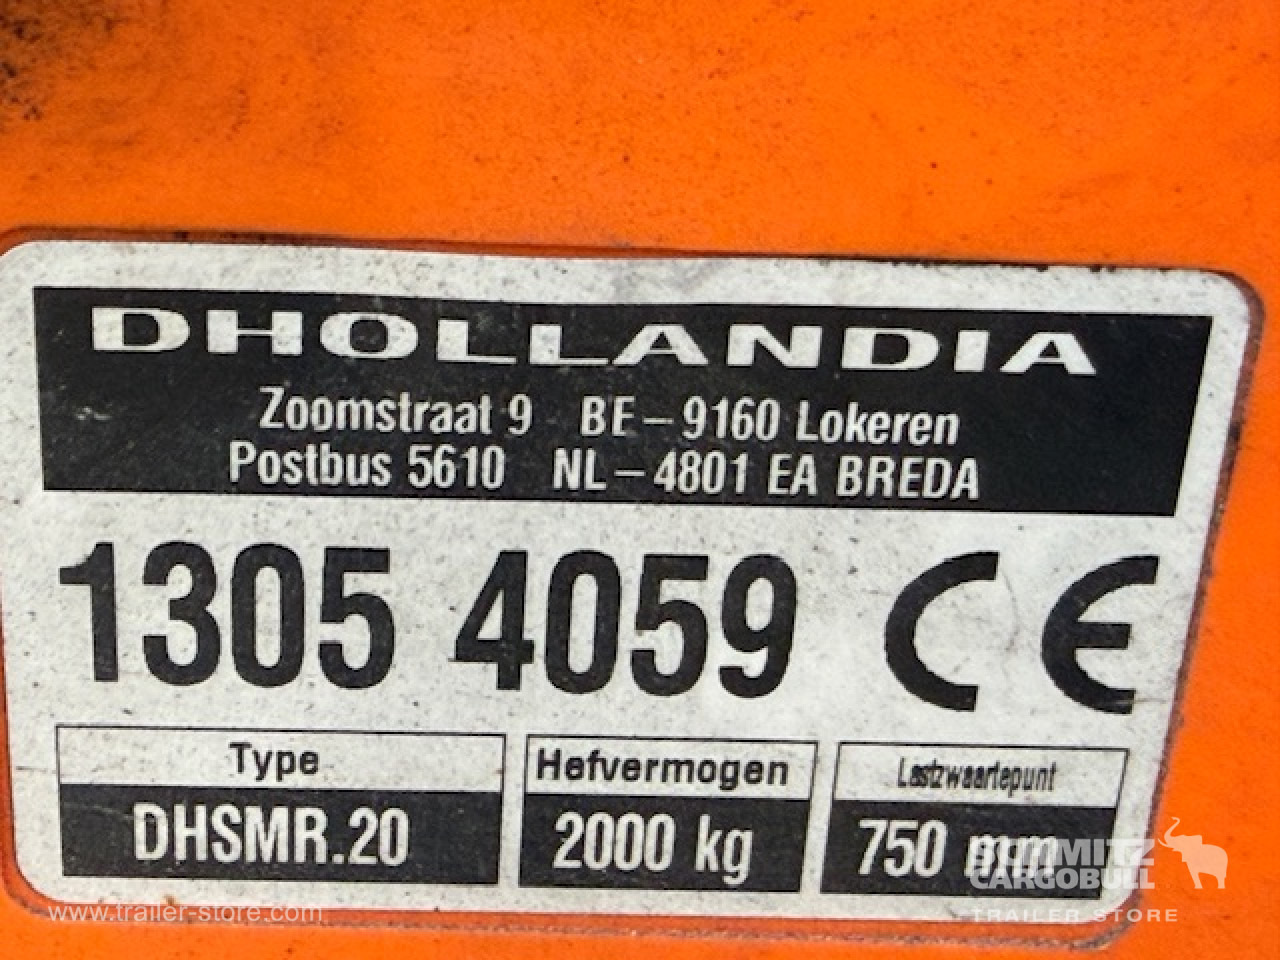 DHOLLANDIA
Zoomstraat 9 BE-9160 Lokeren
Postbus 5610 NL-4801 EA BREDA
1305 4059 CE
Type Hefvermogen Lastzwaartepunt
DHSMR.20 2000 kg 750 mm
SCHMITZ
CARGOBULL
www.trailer-store.com TRAILER STORE